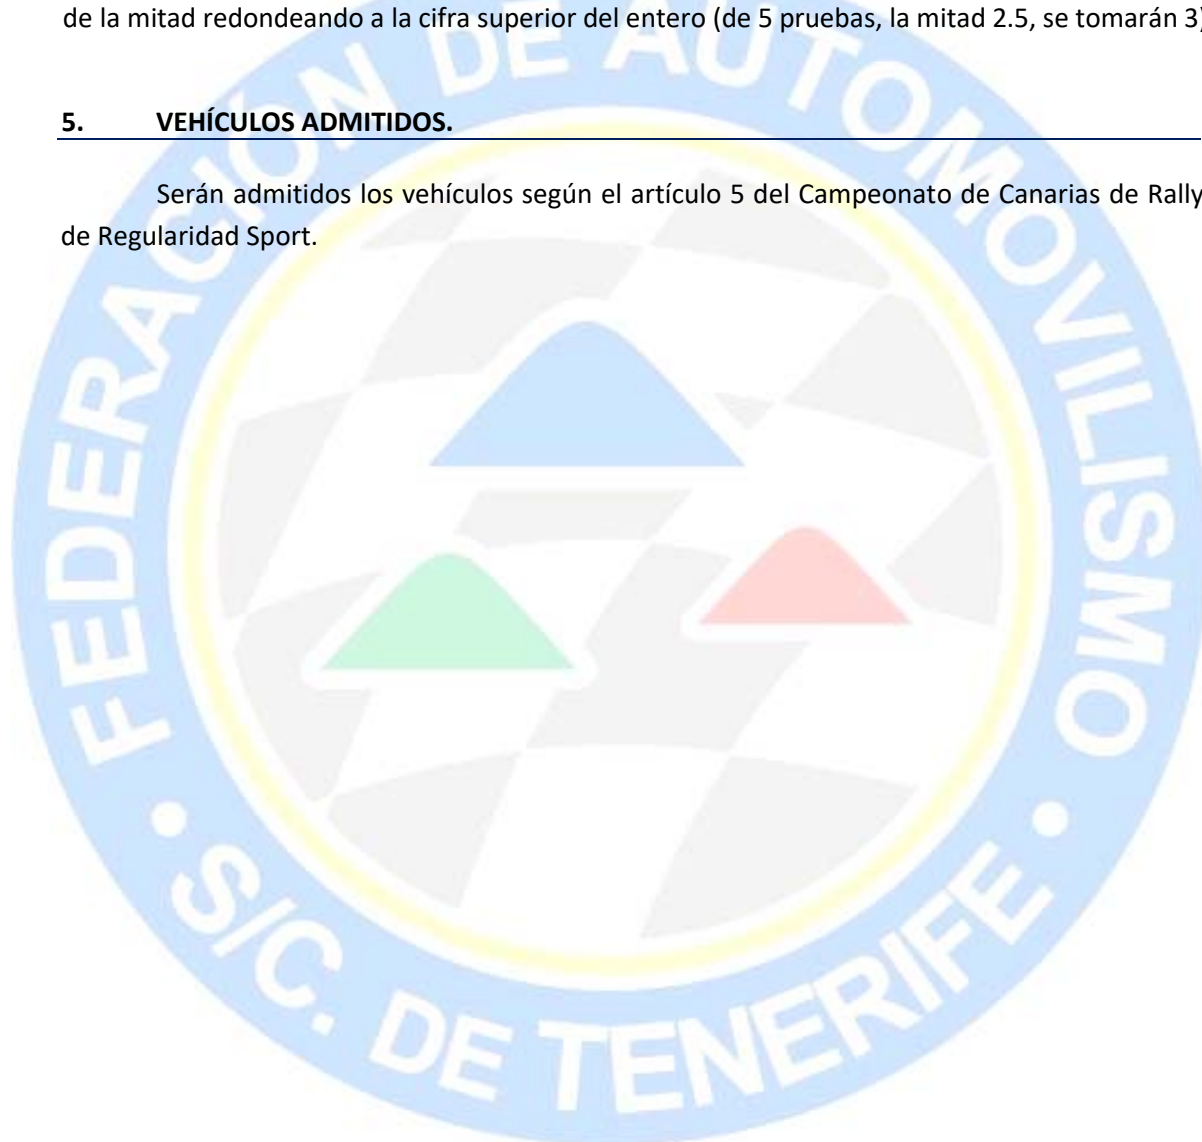 de la mitad redondeando a la cifra superior del entero (de 5 pruebas, la mitad 2.5, se tomarán 3)
5. VEHÍCULOS ADMITIDOS.
Serán admitidos los vehículos según el artículo 5 del Campeonato de Canarias de Rally
de Regularidad Sport.
FEDERACIÓN DE AUTOMOVILISMO
S/C. DE TENERIFE